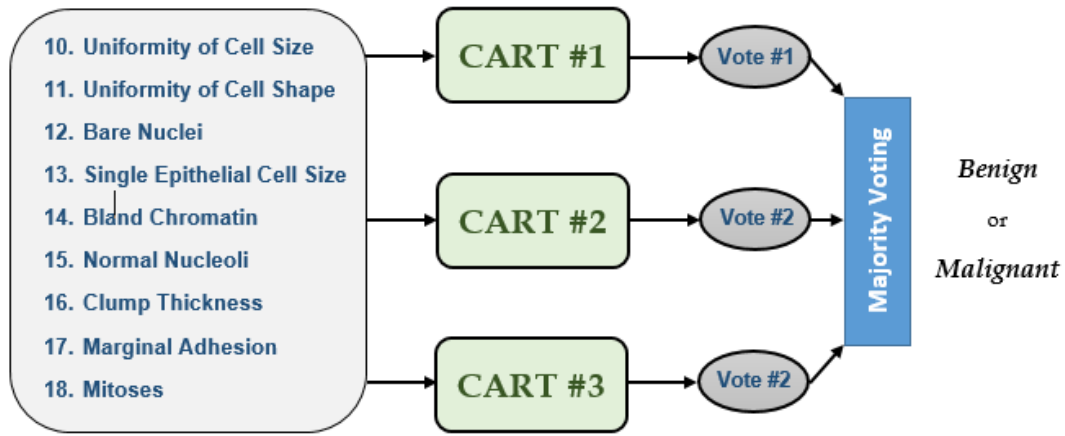 10. Uniformity of Cell Size
11. Uniformity of Cell Shape
12. Bare Nuclei
13. Single Epithelial Cell Size
14. Bland Chromatin
15. Normal Nucleoli
16. Clump Thickness
17. Marginal Adhesion
18. Mitoses
CART #1
CART #2
CART #3
Vote #1
Vote #2
Vote #2
Majority Voting
Benign
or
Malignant